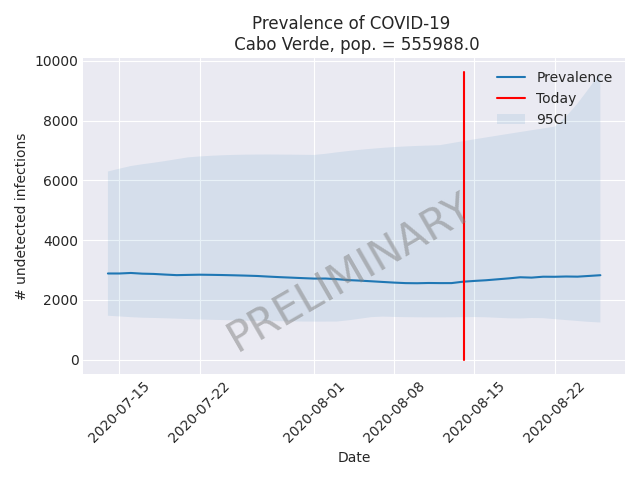 Prevalence of COVID-19
Cabo Verde, pop. = 555988.0
10000
8000
6000
4000
2000
0
# undetected infections
Prevalence
Today
95CI
PRELIMINARY
2020-07-15
2020-07-22
2020-08-01
2020-08-08
2020-08-15
2020-08-22
Date